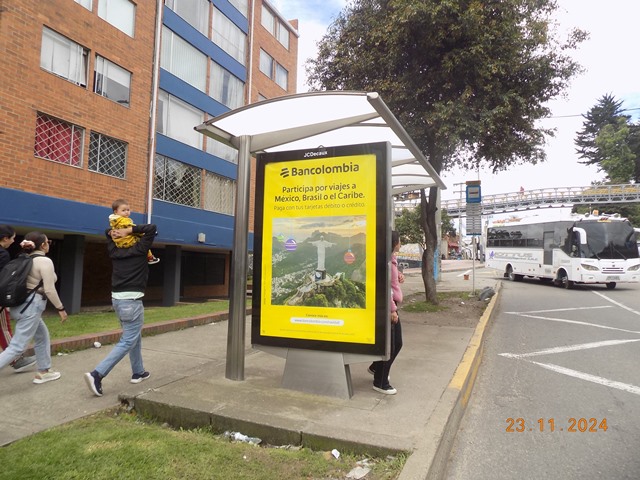 JCDecaux
Bancolombia
Participa por viajes a
México, Brasil o el Caribe.
Paga con tus tarjetas débito o crédito.
23.11.2024